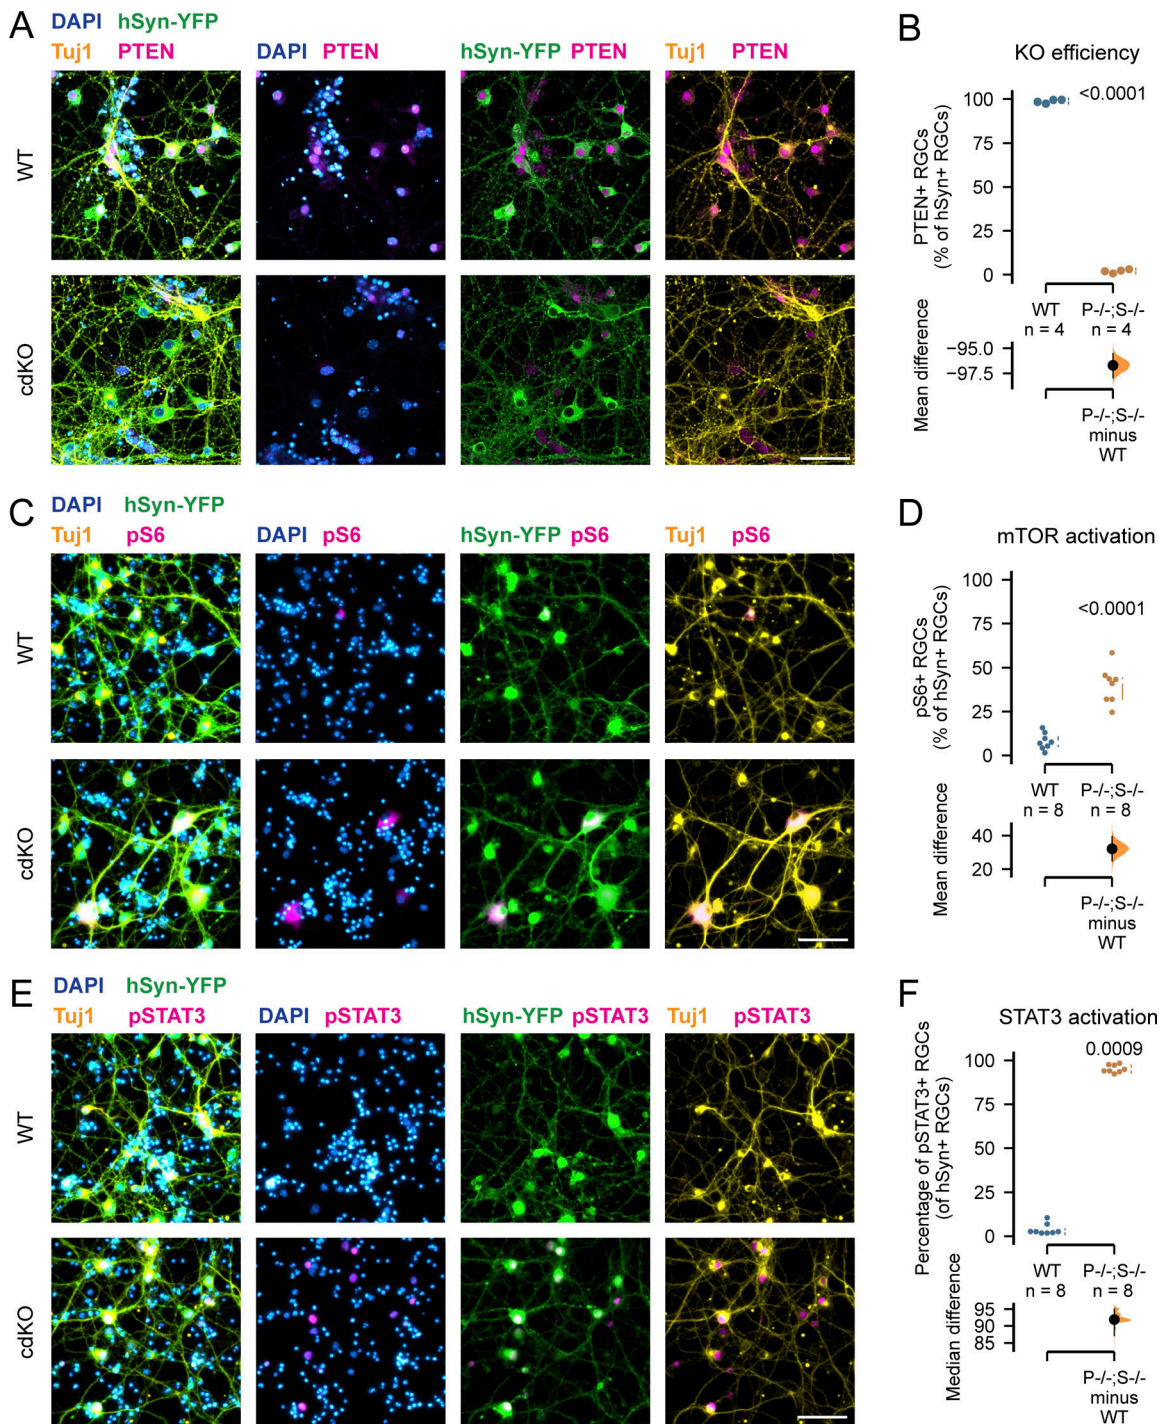 A
DAPI hSyn-YFP
Tuj1 PTEN
DAPI PTEN
hSyn-YFP PTEN
Tuj1 PTEN
WT
cdKO
B
KO efficiency
<0.0001
PTEN+ RGCs
(% of hSyn+ RGCs)
100
75
50
25
0
WT
n = 4
P-/-;S-/-
n = 4
Mean difference
−95.0
−97.5
P-/-;S-/-
minus
WT
C
DAPI hSyn-YFP
Tuj1 pS6
DAPI pS6
hSyn-YFP pS6
Tuj1 pS6
WT
cdKO
D
mTOR activation
<0.0001
pS6+ RGCs
(% of hSyn+ RGCs)
100
75
50
25
0
WT
n = 8
P-/-;S-/-
n = 8
Mean difference
40
20
P-/-;S-/-
minus
WT
E
DAPI hSyn-YFP
Tuj1 pSTAT3
DAPI pSTAT3
hSyn-YFP pSTAT3
Tuj1 pSTAT3
WT
cdKO
F
STAT3 activation
0.0009
Percentage of pSTAT3+ RGCs
(of hSyn+ RGCs)
100
75
50
25
0
WT
n = 8
P-/-;S-/-
n = 8
Median difference
95
90
85
P-/-;S-/-
minus
WT